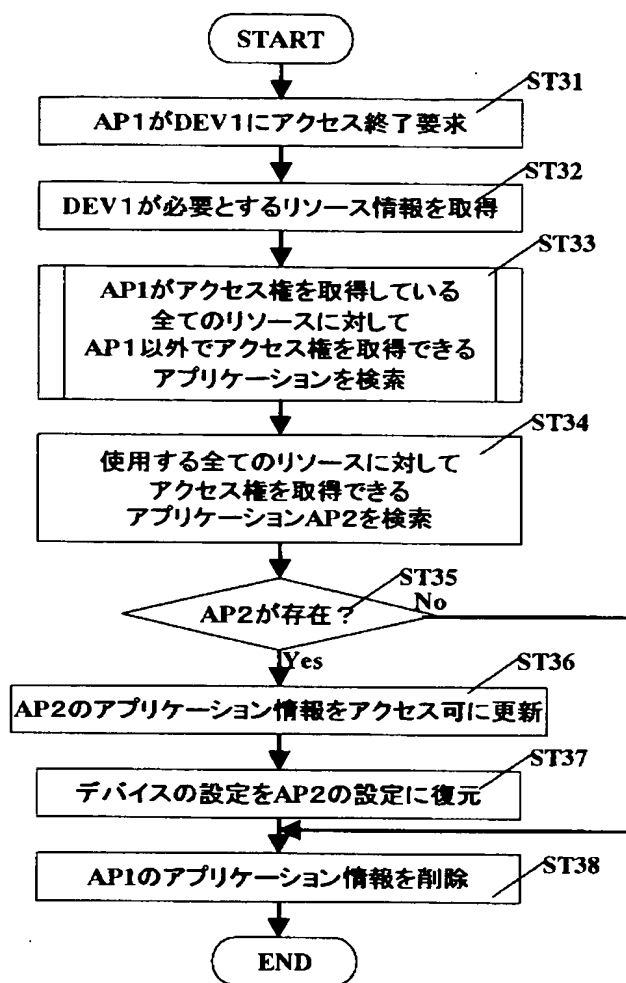 START
ST31
AP1がDEV1にアクセス終了要求
ST32
DEV1が必要とするリソース情報を取得
ST33
AP1がアクセス権を取得している
全てのリソースに対して
AP1以外でアクセス権を取得できる
アプリケーションを検索
ST34
使用する全てのリソースに対して
アクセス権を取得できる
アプリケーションAP2を検索
ST35
AP2が存在?
No
Yes
ST36
AP2のアプリケーション情報をアクセス可に更新
ST37
デバイスの設定をAP2の設定に復元
ST38
AP1のアプリケーション情報を削除
END